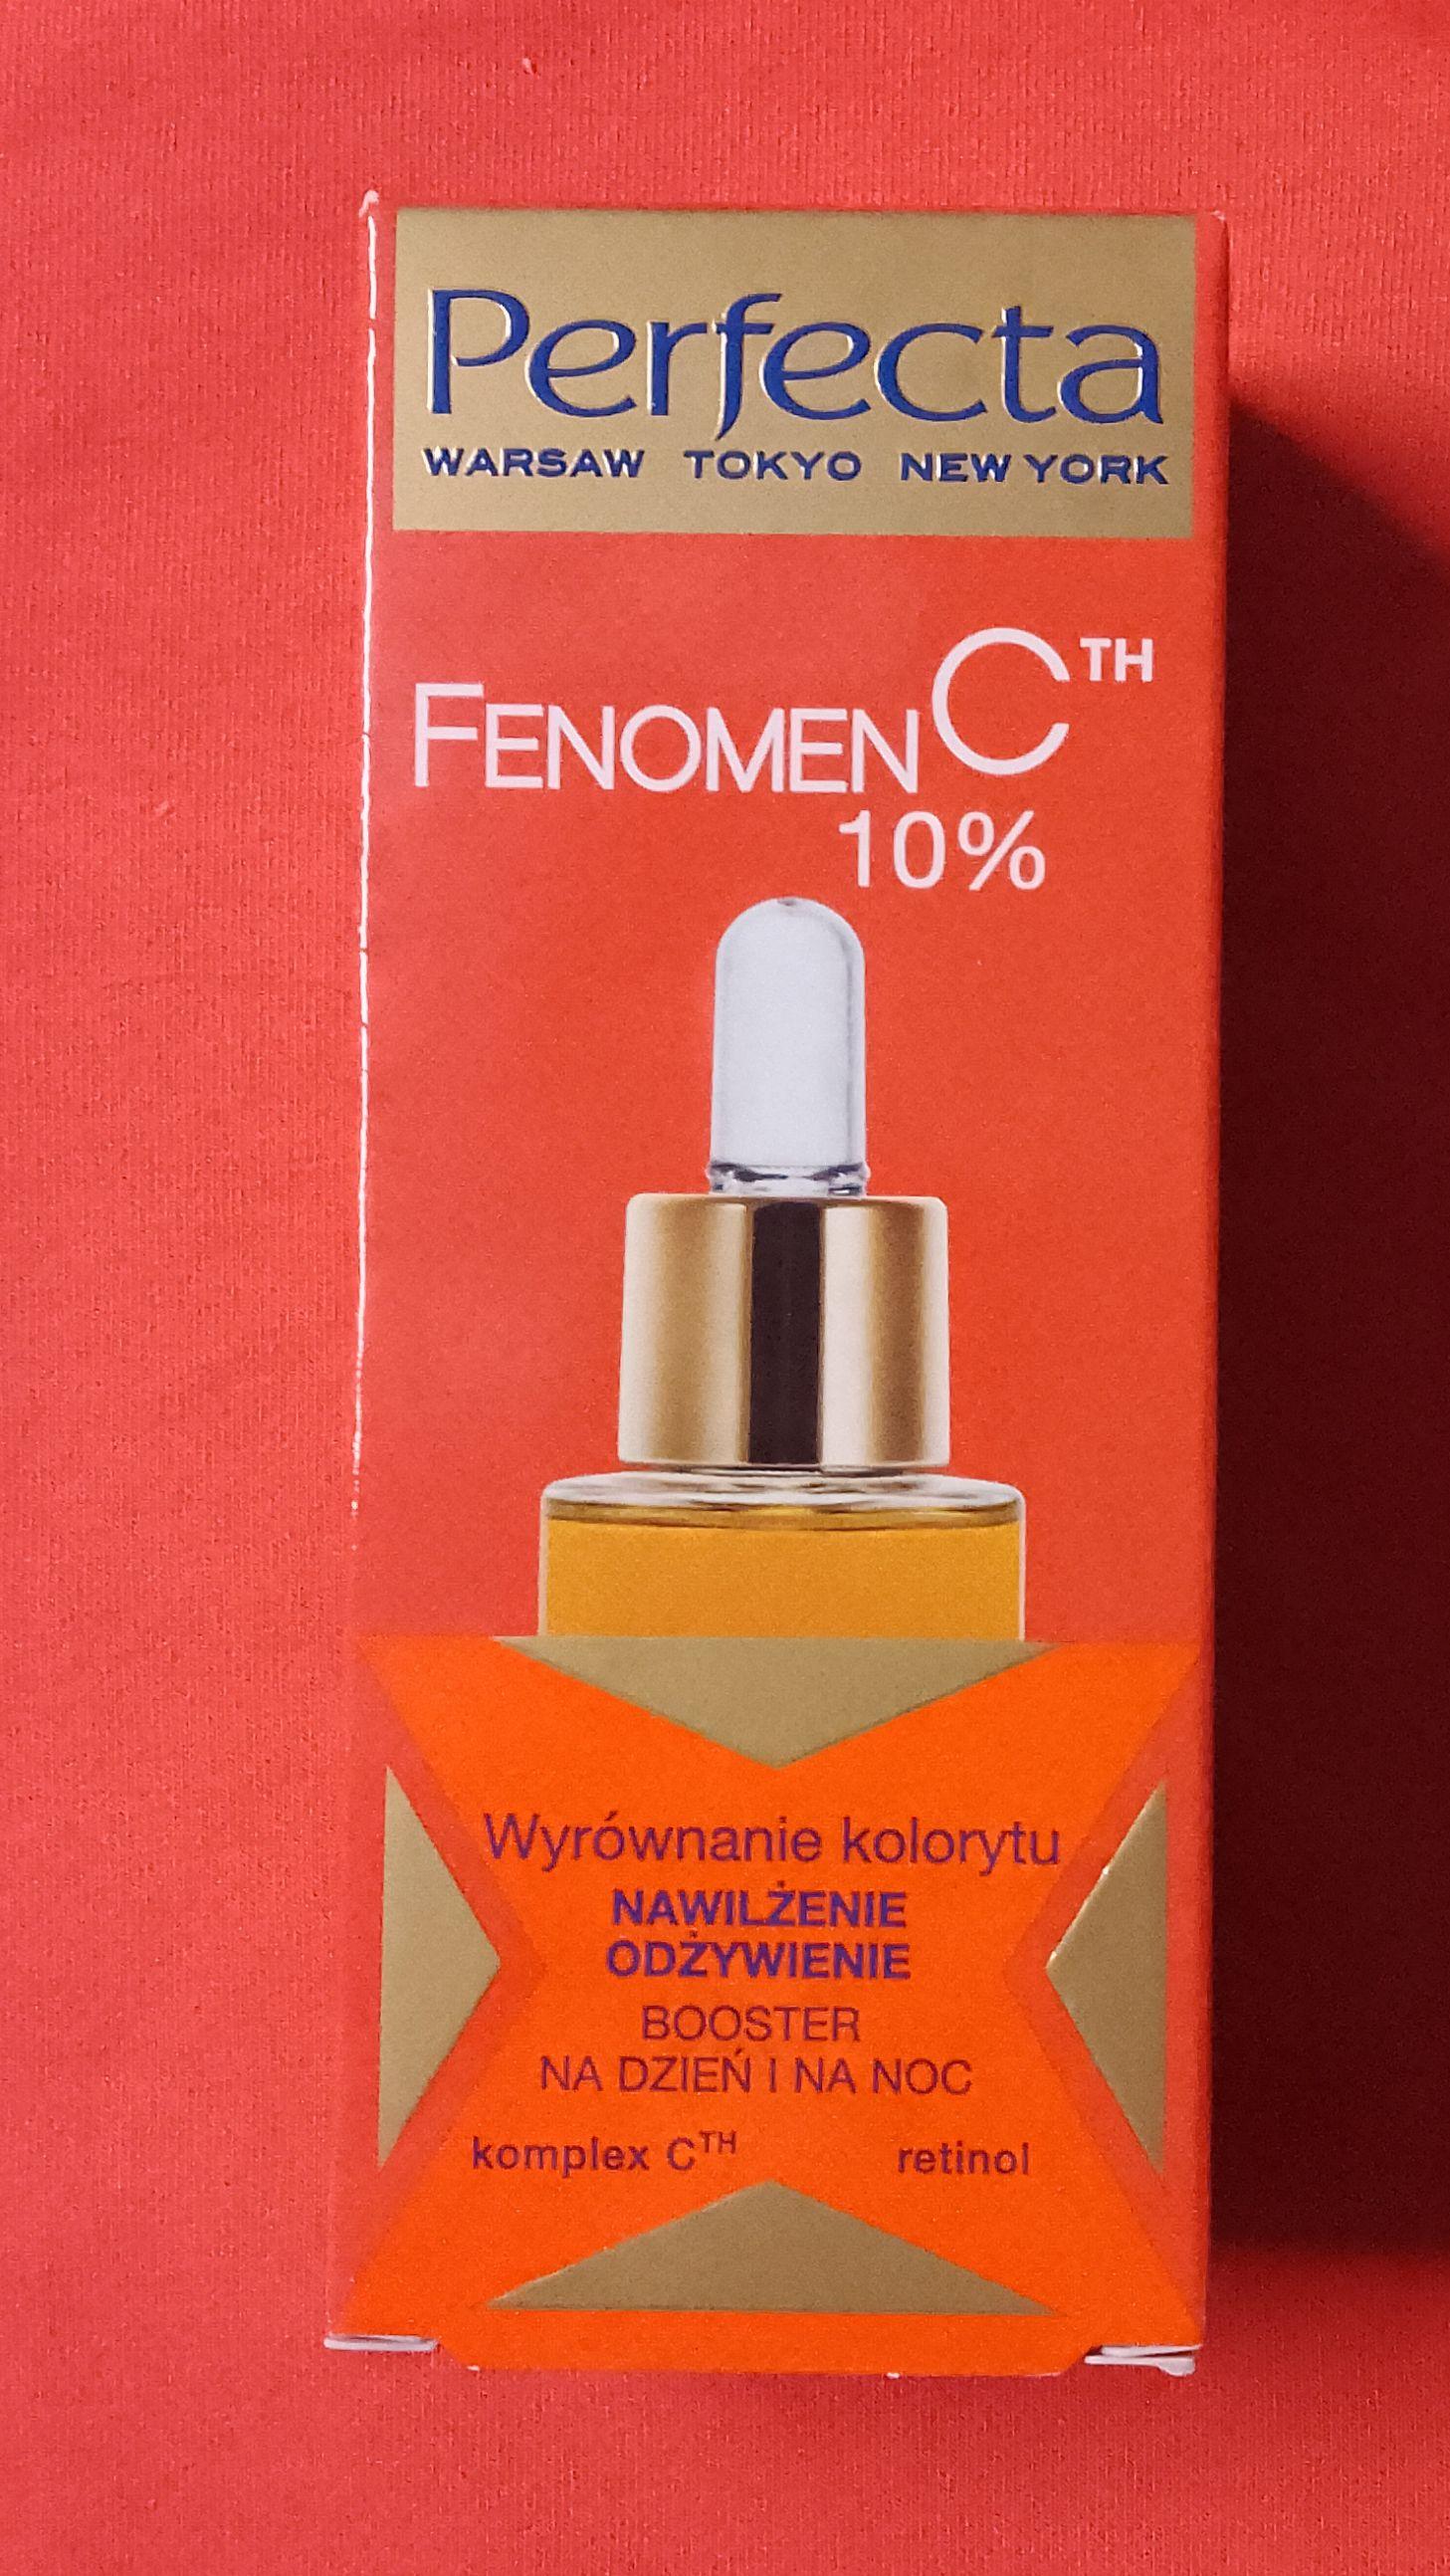 Perfecta
WARSAW TOKYO NEW YORK
FENOMEN C TH
10%
Wyrównanie kolorytu
NAWILŻENIE
ODŻYWIENIE
BOOSTER
NA DZIEŃ I NA NOC
komplex C TH retinol